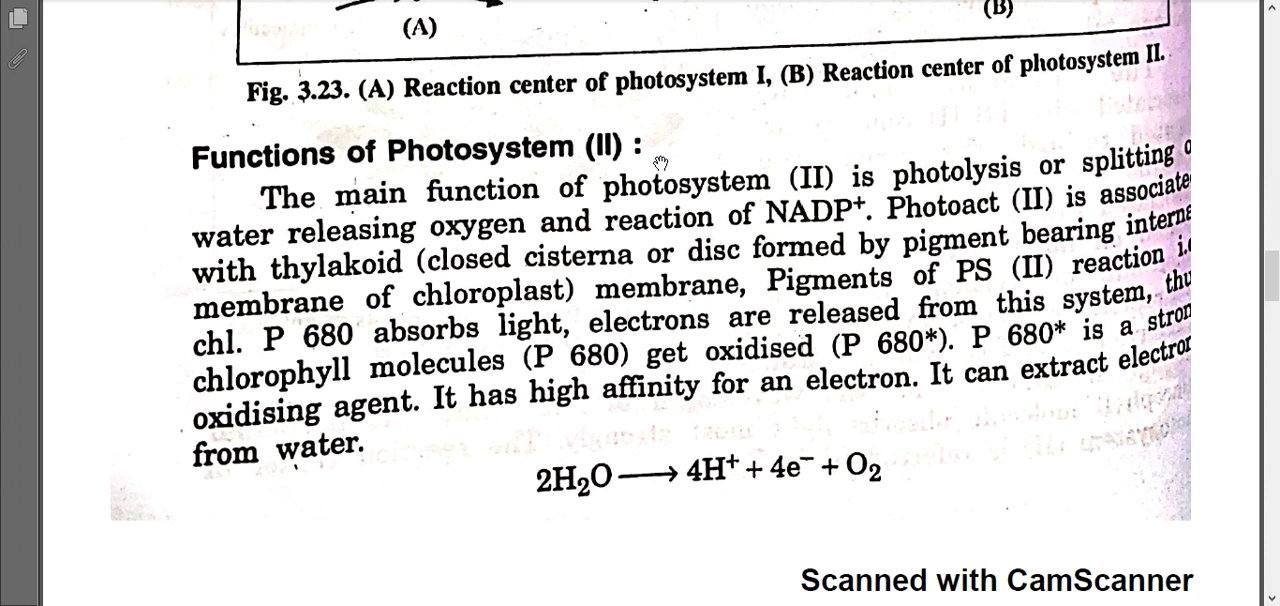 (A)
(B)
Fig. 3.23. (A) Reaction center of photosystem I, (B) Reaction center of photosystem II.
Functions of Photosystem (II) :
The main function of photosystem (II) is photolysis or splitting
water releasing oxygen and reaction of NADP⁺. Photoact (II) is associate
with thylakoid (closed cisterna or disc formed by pigment bearing interna
membrane of chloroplast) membrane, Pigments of PS (II) reaction i.e
chl. P 680 absorbs light, electrons are released from this system, thu
chlorophyll molecules (P 680) get oxidised (P 680*). P 680* is a stron
oxidising agent. It has high affinity for an electron. It can extract electron
from water.
2H₂O ⟶ 4H⁺ + 4e⁻ + O₂
Scanned with CamScanner